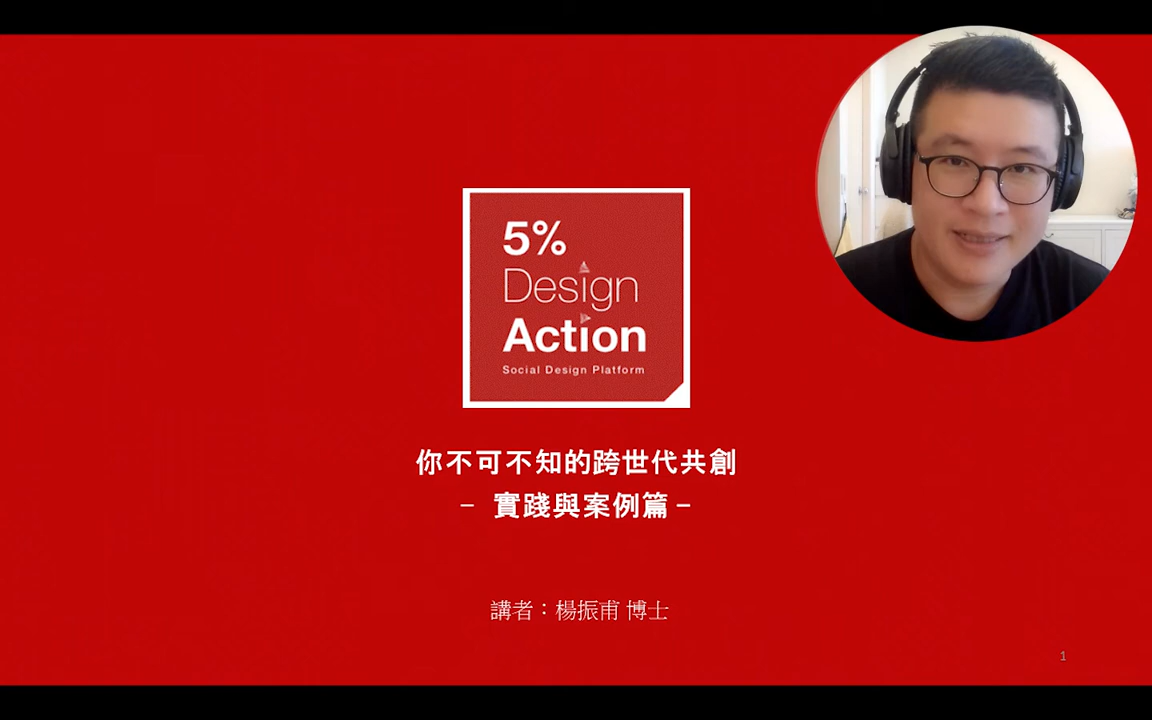 5%
Design
Action
Social Design Platform
你不可不知的跨世代共創
– 實踐與案例篇 –
講者：楊振甫 博士
1